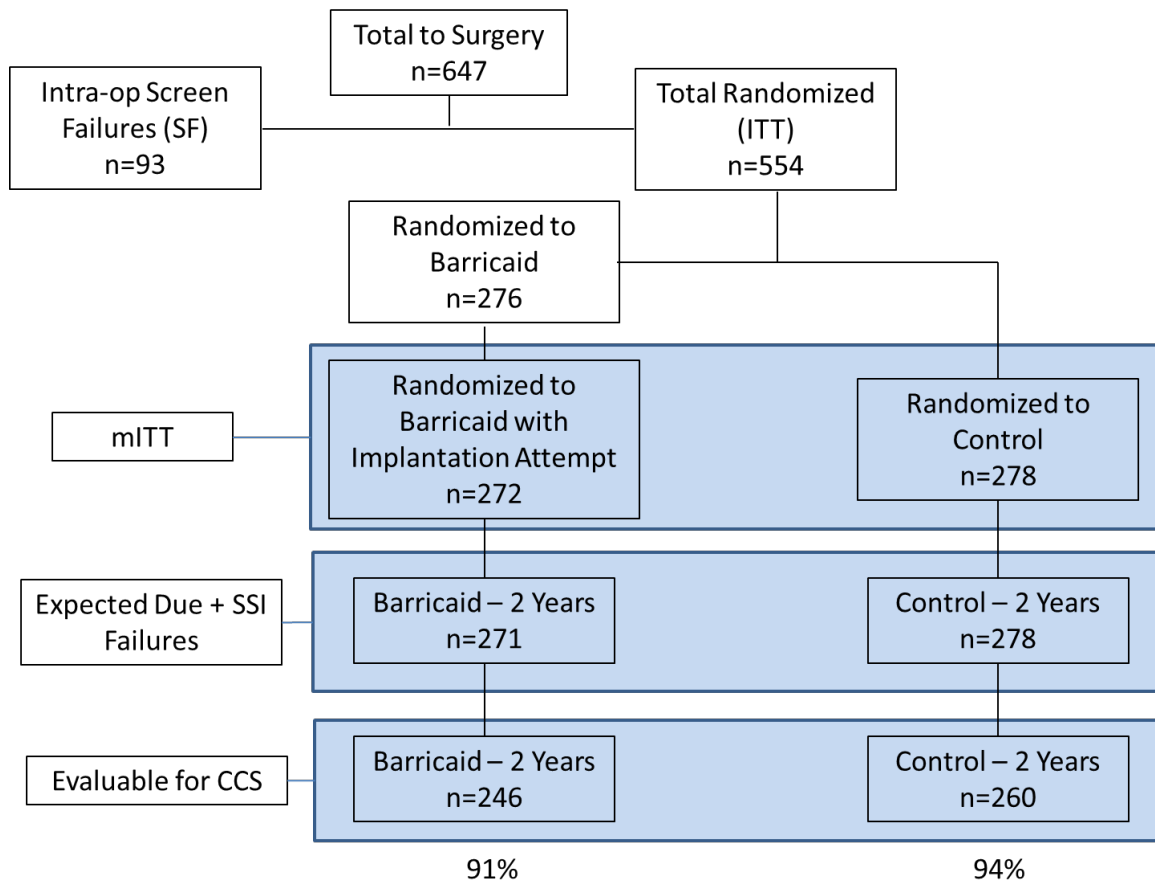 Total to Surgery
n=647
Intra-op Screen
Failures (SF)
n=93
Total Randomized
(ITT)
n=554
Randomized to
Barricaid
n=276
mITT
Randomized to
Barricaid with
Implantation Attempt
n=272
Randomized to
Control
n=278
Expected Due + SSI
Failures
Barricaid – 2 Years
n=271
Control – 2 Years
n=278
Evaluable for CCS
Barricaid – 2 Years
n=246
Control – 2 Years
n=260
91%
94%